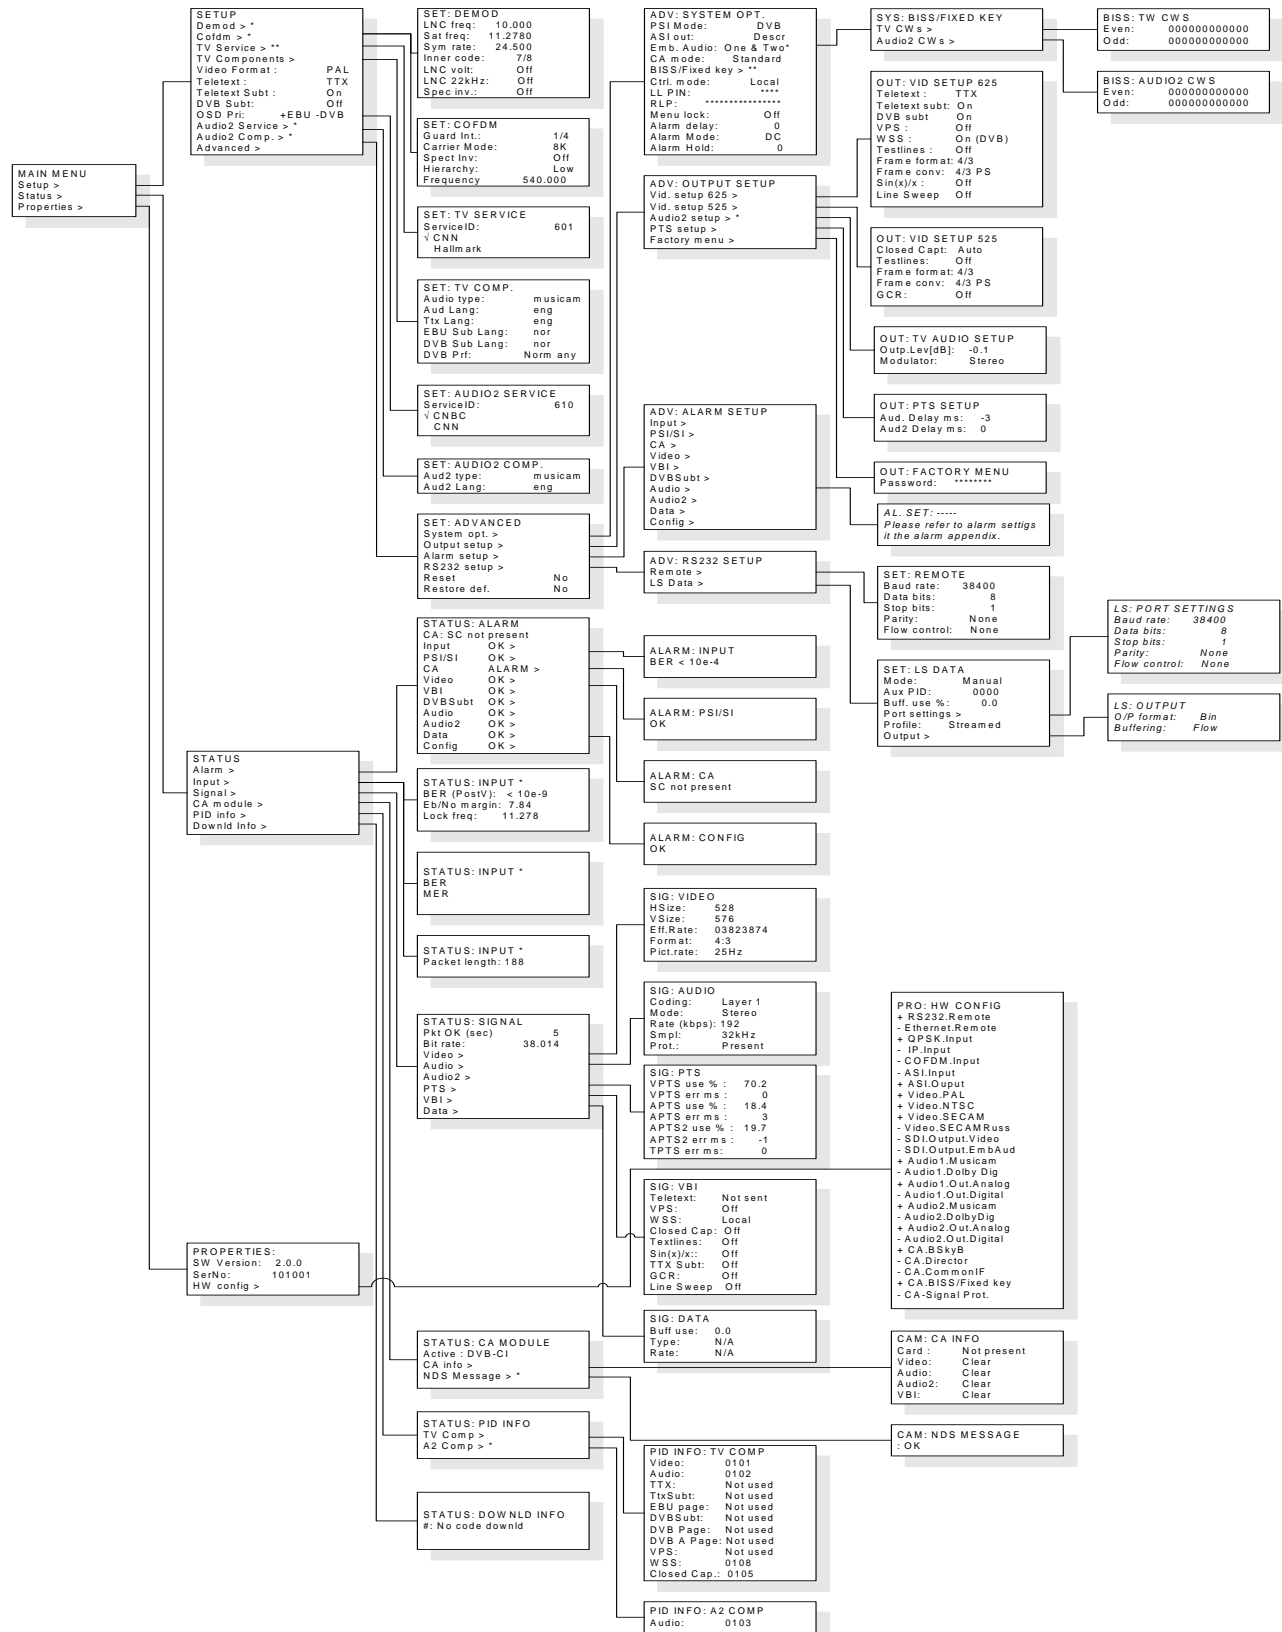 MAIN MENU
Setup >
Status >
Properties >
SETUP
Demod > *
Cofdm > *
TV Service > **
TV Components >
Video Format : PAL
Teletext : TTX
Teletext Subt : On
DVB Subt: Off
OSD Pri: +EBU -DVB
Audio2 Service > *
Audio2 Comp. > *
Advanced >
SET: DEMOD
LNC freq: 10.000
Sat freq: 11.2780
Sym rate: 24.500
Inner code: 7/8
LNC volt: Off
LNC 22kHz: Off
Spec inv.: Off
SET: COFDM
Guard Int.: 1/4
Carrier Mode: 8K
Spect Inv: Off
Hierarchy: Low
Frequency 540.000
SET: TV SERVICE
ServiceID: 601
√ CNN
Hallmark
SET: TV COMP.
Audio type: musicam
Aud Lang: eng
Ttx Lang: eng
EBU Sub Lang: nor
DVB Sub Lang: nor
DVB Prf: Norm any
SET: AUDIO2 SERVICE
ServiceID: 610
√ CNBC
CNN
SET: AUDIO2 COMP.
Aud2 type: musicam
Aud2 Lang: eng
SET: ADVANCED
System opt. >
Output setup >
Alarm setup >
RS232 setup >
Reset No
Restore def. No
ADV: SYSTEM OPT.
PSI Mode: DVB
ASI out: Descr
Emb. Audio: One & Two*
CA mode: Standard
BISS/Fixed key > **
Ctrl. mode: Local
LL PIN: ****
RLP: ****************
Menu lock: Off
Alarm delay: 0
Alarm Mode: DC
Alarm Hold: 0
SYS: BISS/FIXED KEY
TV CWs >
Audio2 CWs >
BISS: TW CWS
Even: 000000000000
Odd: 000000000000
BISS: AUDIO2 CWS
Even: 000000000000
Odd: 000000000000
ADV: OUTPUT SETUP
Vid. setup 625 >
Vid. setup 525 >
Audio2 setup > *
PTS setup >
Factory menu >
OUT: VID SETUP 625
Teletext : TTX
Teletext subt: On
DVB subt On
VPS : Off
WSS : On (DVB)
Testlines : Off
Frame format: 4/3
Frame conv: 4/3 PS
Sin(x)/x : Off
Line Sweep Off
OUT: VID SETUP 525
Closed Capt: Auto
Testlines: Off
Frame format: 4/3
Frame conv: 4/3 PS
GCR: Off
OUT: TV AUDIO SETUP
Outp.Lev[dB]: -0.1
Modulator: Stereo
OUT: PTS SETUP
Aud. Delay ms: -3
Aud2 Delay ms: 0
OUT: FACTORY MENU
Password: ********
ADV: ALARM SETUP
Input >
PSI/SI >
CA >
Video >
VBI >
DVBSubt >
Audio >
Audio2 >
Data >
Config >
AL. SET: -----
Please refer to alarm settigs
it the alarm appendix.
ADV: RS232 SETUP
Remote >
LS Data >
SET: REMOTE
Baud rate: 38400
Data bits: 8
Stop bits: 1
Parity: None
Flow control: None
SET: LS DATA
Mode: Manual
Aux PID: 0000
Buff. use %: 0.0
Port settings >
Profile: Streamed
Output >
LS: PORT SETTINGS
Baud rate: 38400
Data bits: 8
Stop bits: 1
Parity: None
Flow control: None
LS: OUTPUT
O/P format: Bin
Buffering: Flow
STATUS
Alarm >
Input >
Signal >
CA module >
PID info >
Downld Info >
STATUS: ALARM
CA: SC not present
Input OK >
PSI/SI OK >
CA ALARM >
Video OK >
VBI OK >
DVBSubt OK >
Audio OK >
Audio2 OK >
Data OK >
Config OK >
ALARM: INPUT
BER < 10e-4
ALARM: PSI/SI
OK
ALARM: CA
SC not present
ALARM: CONFIG
OK
STATUS: INPUT *
BER (PostV): < 10e-9
Eb/No margin: 7.84
Lock freq: 11.278
STATUS: INPUT *
BER
MER
STATUS: INPUT *
Packet length: 188
STATUS: SIGNAL
Pkt OK (sec) 5
Bit rate: 38.014
Video >
Audio >
Audio2 >
PTS >
VBI >
Data >
SIG: VIDEO
HSize: 528
VSize: 576
Eff.Rate: 03823874
Format: 4:3
Pict.rate: 25Hz
SIG: AUDIO
Coding: Layer 1
Mode: Stereo
Rate (kbps): 192
Smpl: 32kHz
Prot.: Present
SIG: PTS
VPTS use % : 70.2
VPTS err ms : 0
APTS use % : 18.4
APTS err ms : 3
APTS2 use % : 19.7
APTS2 err ms : -1
TPTS err ms: 0
SIG: VBI
Teletext: Not sent
VPS: Off
WSS: Local
Closed Cap: Off
Textlines: Off
Sin(x)/x:: Off
TTX Subt: Off
GCR: Off
Line Sweep Off
SIG: DATA
Buff use: 0.0
Type: N/A
Rate: N/A
PROPERTIES:
SW Version: 2.0.0
SerNo: 101001
HW config >
PRO: HW CONFIG
+ RS232.Remote
- Ethernet.Remote
+ QPSK.Input
- IP.Input
- COFDM.Input
- ASI.Input
+ ASI.Ouput
+ Video.PAL
+ Video.NTSC
+ Video.SECAM
- Video.SECAMRuss
- SDI.Output.Video
- SDI.Output.EmbAud
+ Audio1.Musicam
- Audio1.Dolby Dig
+ Audio1.Out.Analog
- Audio1.Out.Digital
+ Audio2.Musicam
- Audio2.DolbyDig
+ Audio2.Out.Analog
- Audio2.Out.Digital
+ CA.BSkyB
- CA.Director
- CA.CommonIF
+ CA.BISS/Fixed key
- CA-Signal Prot.
STATUS: CA MODULE
Active : DVB-CI
CA info >
NDS Message > *
CAM: CA INFO
Card : Not present
Video: Clear
Audio: Clear
Audio2: Clear
VBI: Clear
CAM: NDS MESSAGE
: OK
STATUS: PID INFO
TV Comp >
A2 Comp > *
PID INFO: TV COMP
Video: 0101
Audio: 0102
TTX: Not used
TtxSubt: Not used
EBU page: Not used
DVBSubt: Not used
DVB Page: Not used
DVB A Page: Not used
VPS: Not used
WSS: 0108
Closed Cap.: 0105
STATUS: DOWNLD INFO
#: No code downld
PID INFO: A2 COMP
Audio: 0103